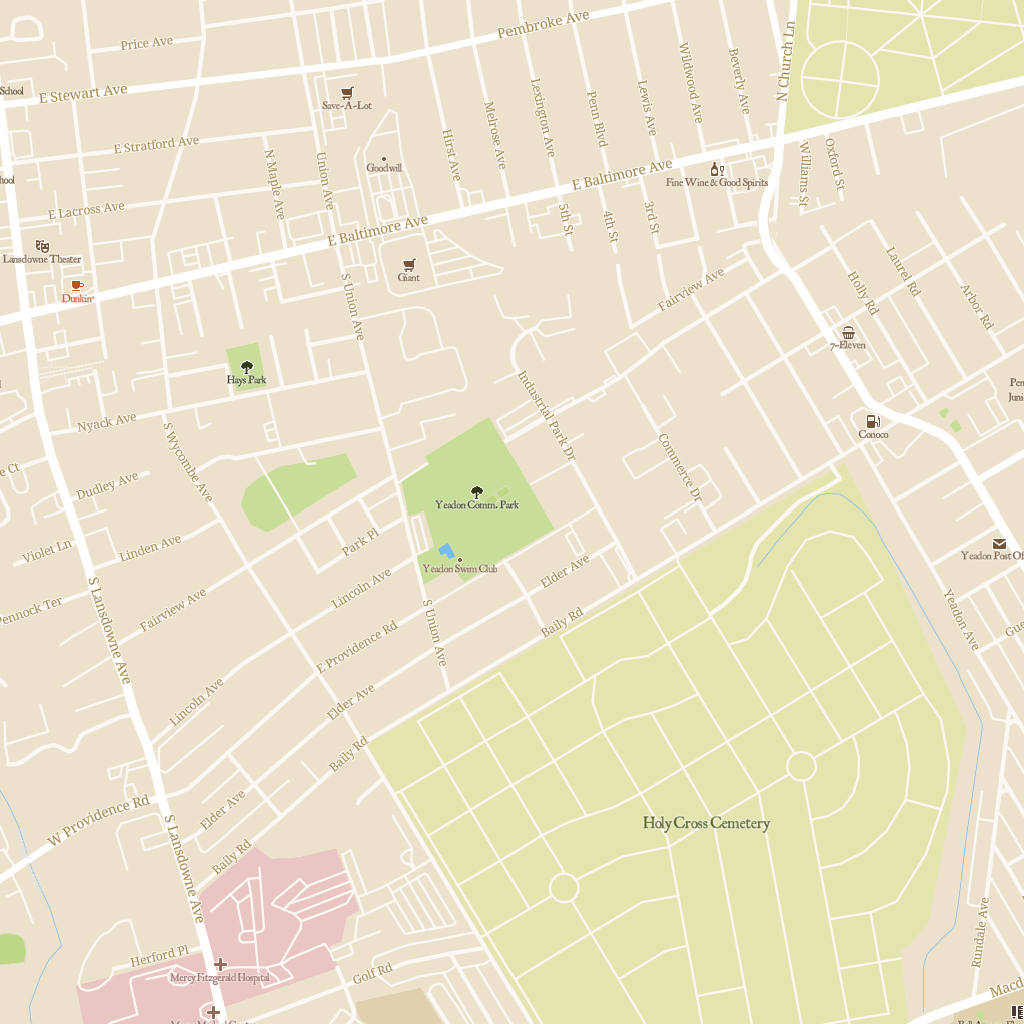 Pembroke Ave
Price Ave
N Church Ln
Wildwood Ave
Beverly Ave
E Stewart Ave
School
Save-A-Lot
Lexington Ave
Penn Blvd
Lewis Ave
Melrose Ave
Hirst Ave
E Stratford Ave
N Maple Ave
Union Ave
Goodwill
E Baltimore Ave
Fine Wine & Good Spirits
Williams St
Oxford St
E Lacross Ave
E Baltimore Ave
5th St
4th St
3rd St
Lansdowne Theater
Giant
Dunkin'
S Union Ave
Fairview Ave
Holly Rd
Laurel Rd
Arbor Rd
7-Eleven
Hays Park
Industrial Park Dr
Nyack Ave
S Wycombe Ave
Conoco
Commerce Dr
Dudley Ave
Yeadon Comm. Park
Violet Ln
Linden Ave
Park Pl
Yeadon Swim Club
Yeadon Post Of
Elder Ave
Lincoln Ave
Pennock Ter
Fairview Ave
S Lansdowne Ave
S Union Ave
Baily Rd
Yeadon Ave
E Providence Rd
Lincoln Ave
Elder Ave
Baily Rd
W Providence Rd
Elder Ave
Holy Cross Cemetery
Baily Rd
S Lansdowne Ave
Rundale Ave
Herford Pl
Mercy Fitzgerald Hospital
Golf Rd
Macd